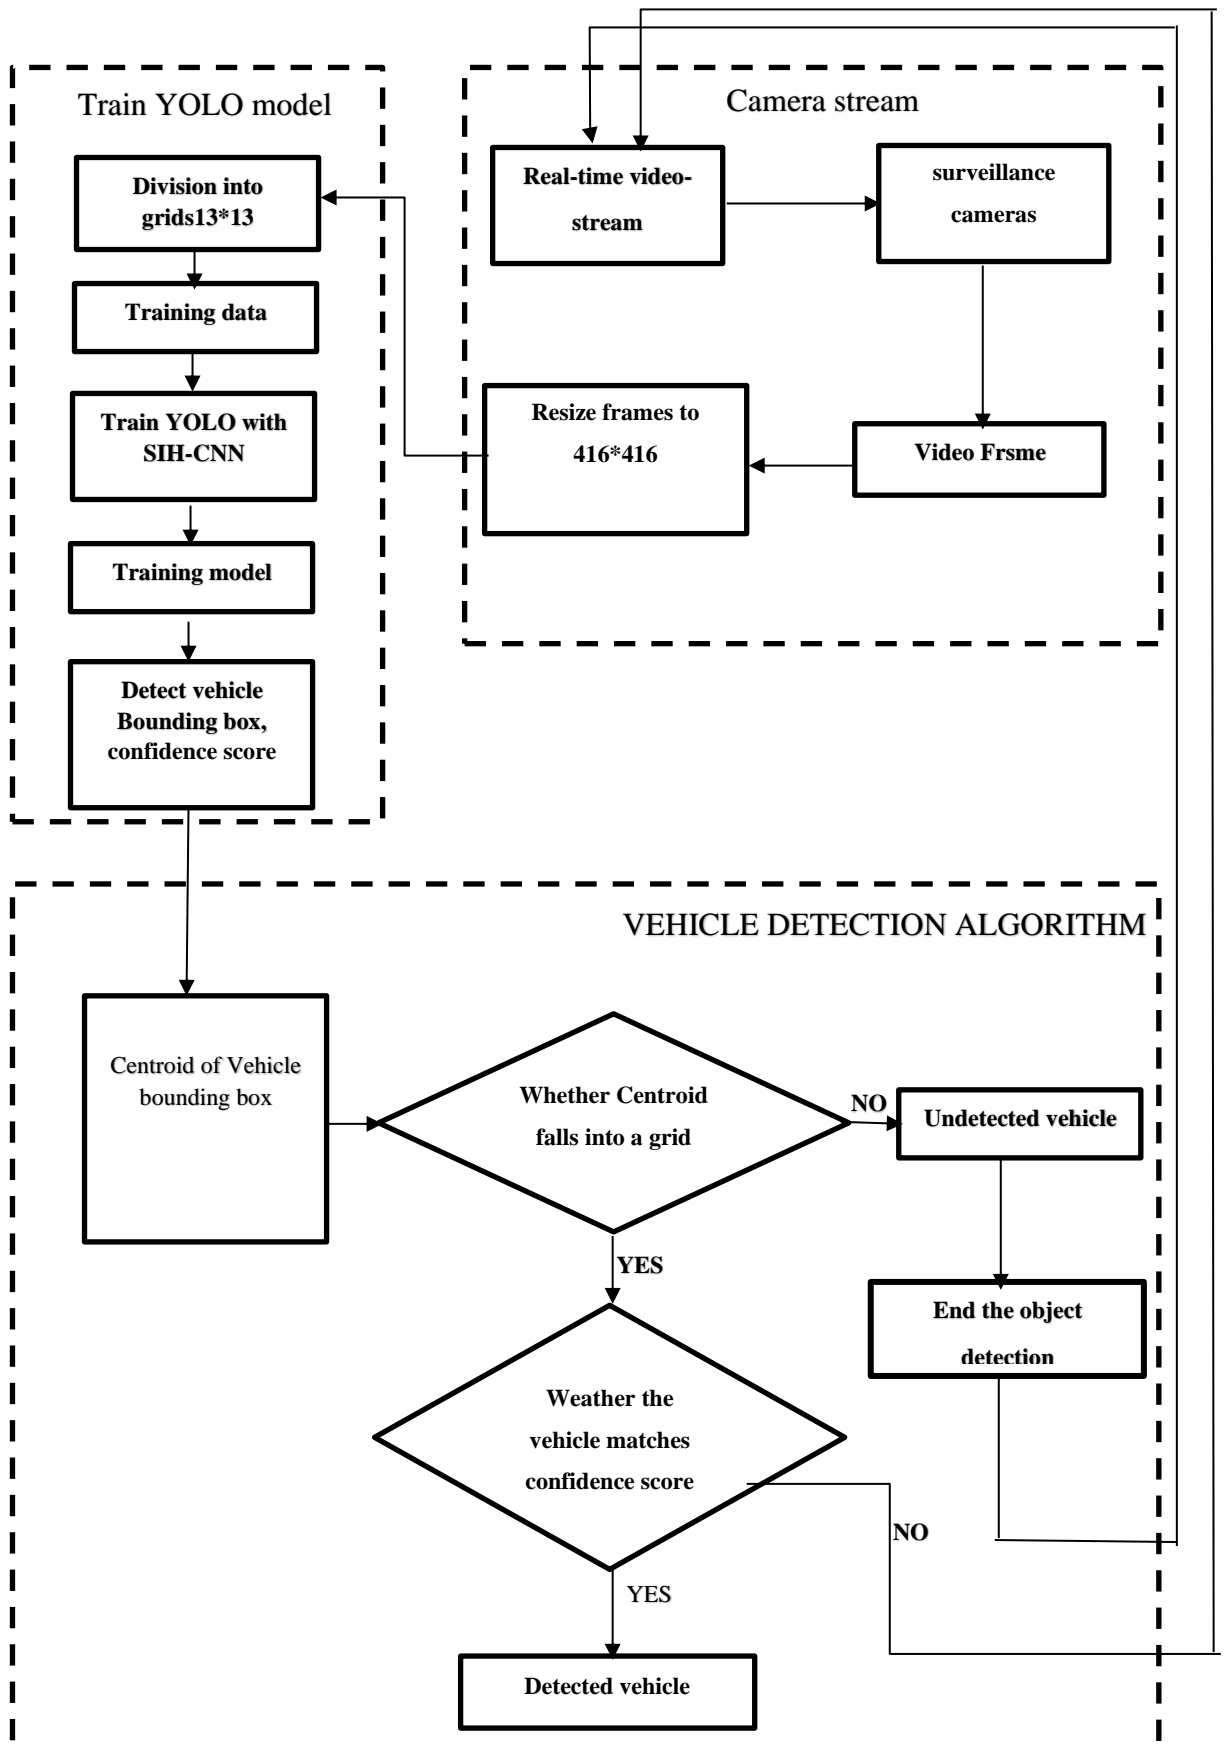 Train YOLO model
Division into
grids13*13
Training data
Train YOLO with
SIH-CNN
Training model
Detect vehicle
Bounding box,
confidence score
Camera stream
Real-time video-
stream
surveillance
cameras
Resize frames to
416*416
Video Frsme
VEHICLE DETECTION ALGORITHM
Centroid of Vehicle
bounding box
Whether Centroid
falls into a grid
NO
Undetected vehicle
YES
End the object
detection
Weather the
vehicle matches
confidence score
NO
YES
Detected vehicle